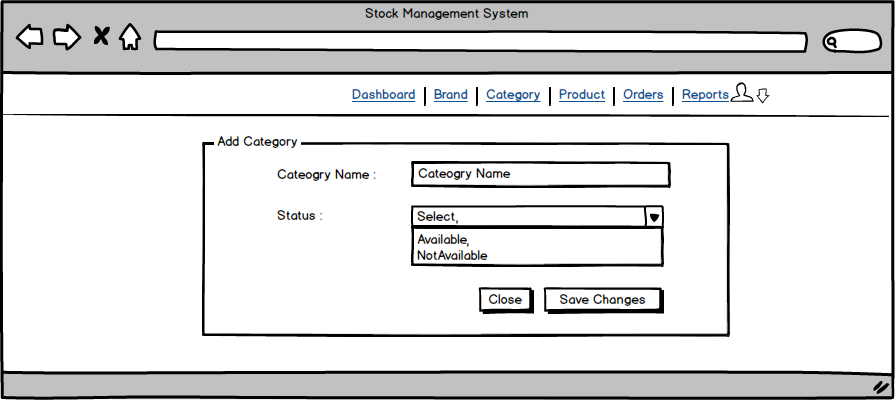 Stock Management System
Dashboard Brand Category Product Orders Reports
Add Category
Cateogry Name : Cateogry Name
Status : Select,
Available,
NotAvailable
Close Save Changes